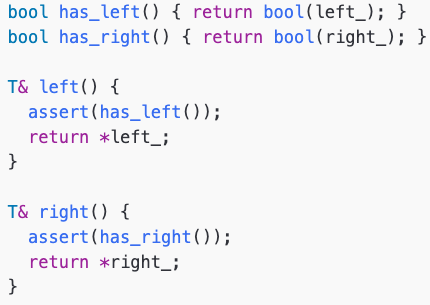 bool has_left() { return bool(left_); }
bool has_right() { return bool(right_); }

T& left() {
  assert(has_left());
  return *left_;
}

T& right() {
  assert(has_right());
  return *right_;
}